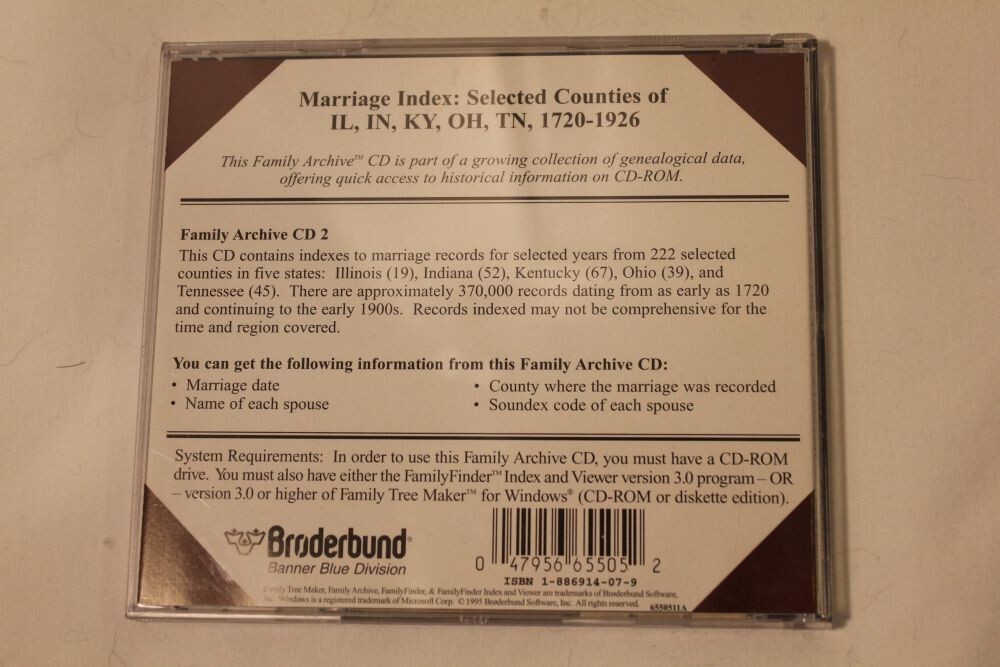 Marriage Index: Selected Counties of
IL, IN, KY, OH, TN, 1720-1926
This Family Archive™ CD is part of a growing collection of genealogical data,
offering quick access to historical information on CD-ROM.
Family Archive CD 2
This CD contains indexes to marriage records for selected years from 222 selected
counties in five states: Illinois (19), Indiana (52), Kentucky (67), Ohio (39), and
Tennessee (45). There are approximately 370,000 records dating from as early as 1720
and continuing to the early 1900s. Records indexed may not be comprehensive for the
time and region covered.
You can get the following information from this Family Archive CD:
• Marriage date
• Name of each spouse
• County where the marriage was recorded
• Soundex code of each spouse
System Requirements: In order to use this Family Archive CD, you must have a CD-ROM
drive. You must also have either the FamilyFinder™ Index and Viewer version 3.0 program – OR
– version 3.0 or higher of Family Tree Maker™ for Windows® (CD-ROM or diskette edition).
Brøderbund®
Banner Blue Division
0 47956 65505 2
ISBN 1-886914-07-9
Family Tree Maker, Family Archive, FamilyFinder, & FamilyFinder Index and Viewer are trademarks of Brøderbund Software,
Inc. Windows is a registered trademark of Microsoft Corp. © 1995 Brøderbund Software, Inc. All rights reserved.
6550511A